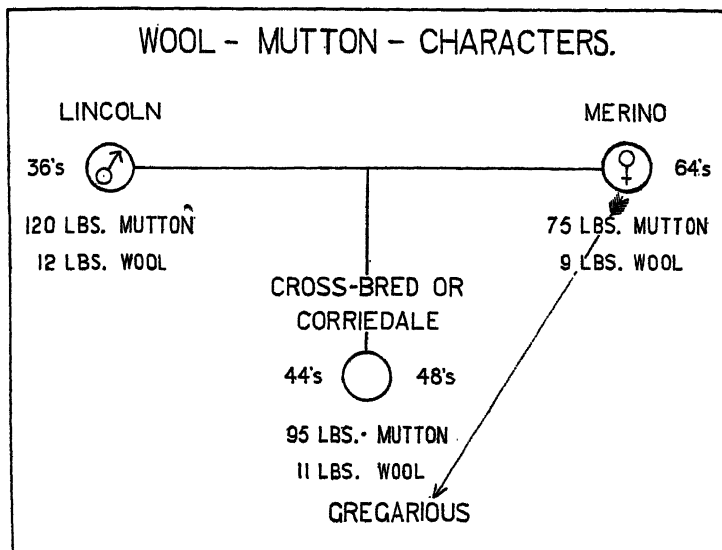 WOOL - MUTTON - CHARACTERS.
LINCOLN
MERINO
36's
64's
120 LBS. MUTTON
12 LBS. WOOL
75 LBS. MUTTON
9 LBS. WOOL
CROSS-BRED OR
CORRIEDALE
44's 48's
95 LBS. MUTTON
11 LBS. WOOL
GREGARIOUS